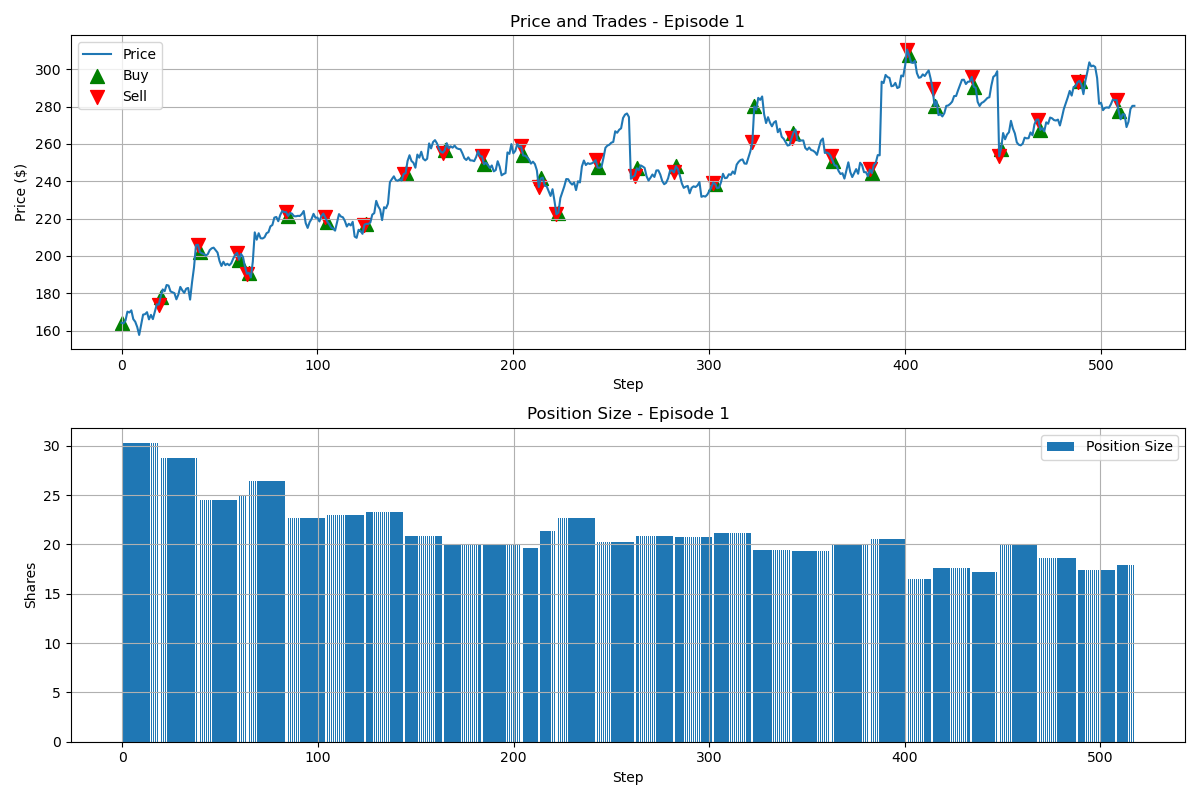 Price and Trades - Episode 1
Price ($)
300
280
260
240
220
200
180
160
Price
Buy
Sell
0 100 200 300 400 500
Step
Position Size - Episode 1
Shares
30
25
20
15
10
5
0
Position Size
0 100 200 300 400 500
Step